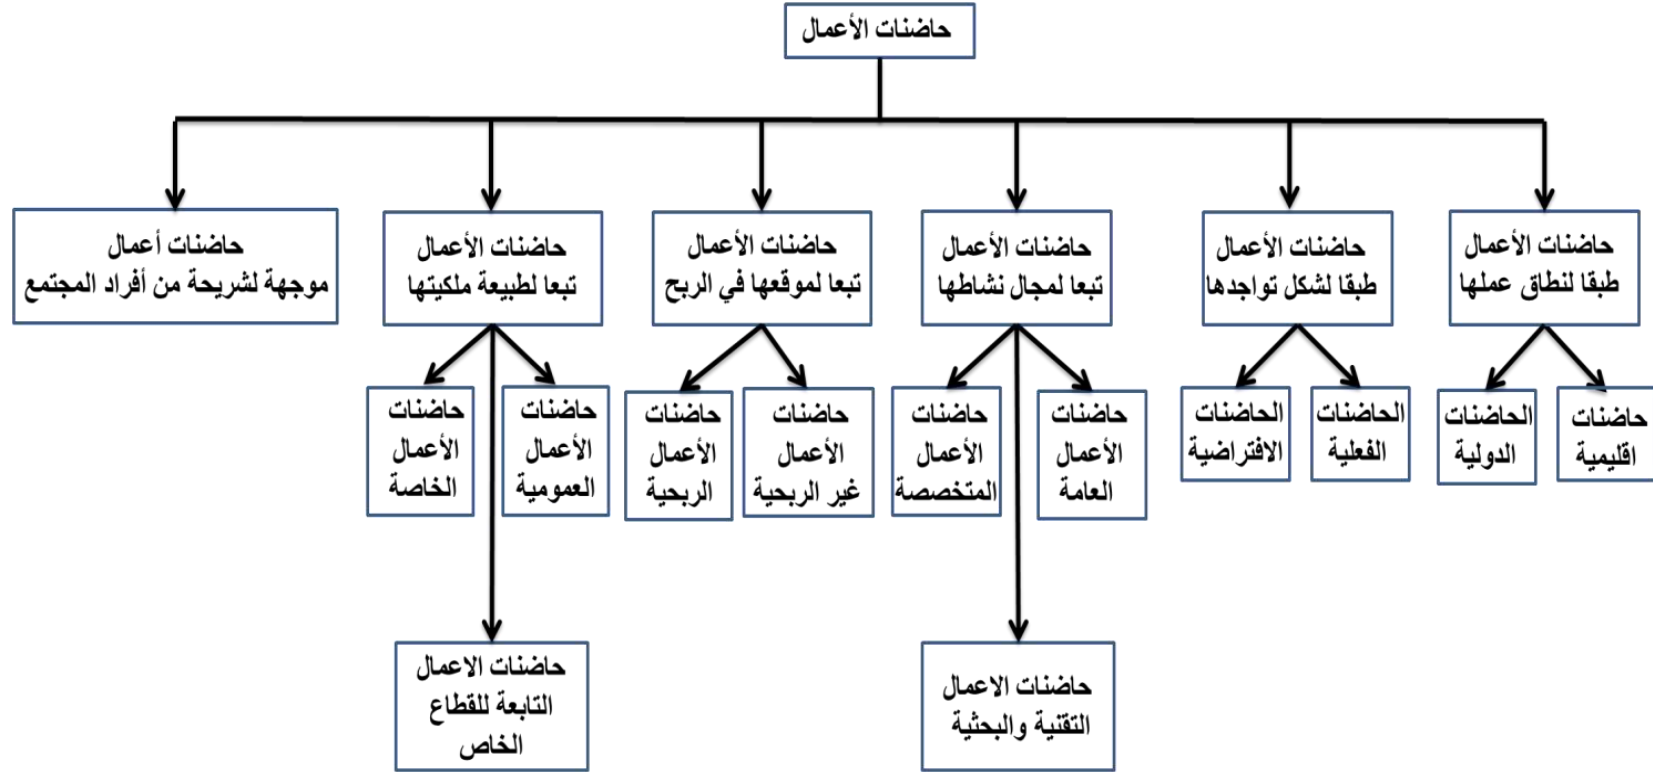 حاضنات الأعمال
حاضنات الأعمال
طبقا لنطاق عملها
حاضنات الأعمال
طبقا لشكل تواجدها
حاضنات الأعمال
تبعا لمجال نشاطها
حاضنات الأعمال
تبعا لموقعها في الربح
حاضنات الأعمال
تبعا لطبيعة ملكيتها
حاضنات أعمال
موجهة لشريحة من أفراد المجتمع
حاضنات
اقليمية
الحاضنات
الدولية
الحاضنات
الفعلية
الحاضنات
الافتراضية
حاضنات
الأعمال
العامة
حاضنات
الأعمال
المتخصصة
حاضنات
الأعمال
غير الربحية
حاضنات
الأعمال
الربحية
حاضنات
الأعمال
العمومية
حاضنات
الأعمال
الخاصة
حاضنات الاعمال
التقنية والبحثية
حاضنات الاعمال
التابعة للقطاع
الخاص